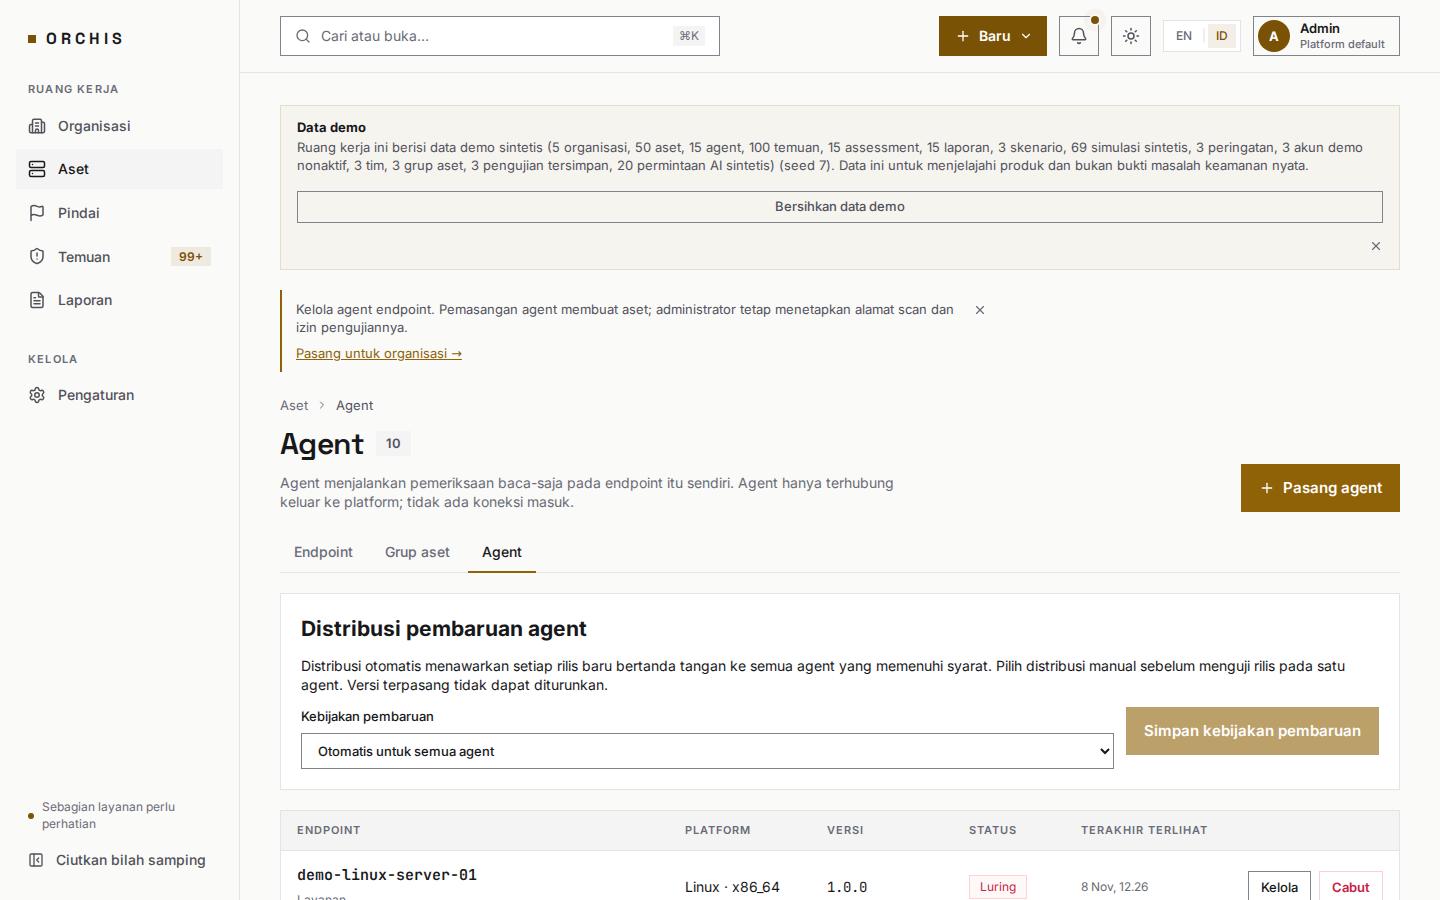 ORCHIS
Cari atau buka...
⌘K
Baru
EN
ID
A
Admin
Platform default
RUANG KERJA
Organisasi
Aset
Pindai
Temuan
99+
Laporan
KELOLA
Pengaturan
Sebagian layanan perlu
perhatian
Ciutkan bilah samping
Data demo
Ruang kerja ini berisi data demo sintetis (5 organisasi, 50 aset, 15 agent, 100 temuan, 15 assessment, 15 laporan, 3 skenario, 69 simulasi sintetis, 3 peringatan, 3 akun demo
nonaktif, 3 tim, 3 grup aset, 3 pengujian tersimpan, 20 permintaan AI sintetis) (seed 7). Data ini untuk menjelajahi produk dan bukan bukti masalah keamanan nyata.
Bersihkan data demo
Kelola agent endpoint. Pemasangan agent membuat aset; administrator tetap menetapkan alamat scan dan
izin pengujiannya.
Pasang untuk organisasi →
Aset
Agent
Agent
10
Agent menjalankan pemeriksaan baca-saja pada endpoint itu sendiri. Agent hanya terhubung
keluar ke platform; tidak ada koneksi masuk.
Pasang agent
Endpoint
Grup aset
Agent
Distribusi pembaruan agent
Distribusi otomatis menawarkan setiap rilis baru bertanda tangan ke semua agent yang memenuhi syarat. Pilih distribusi manual sebelum menguji rilis pada satu
agent. Versi terpasang tidak dapat diturunkan.
Kebijakan pembaruan
Otomatis untuk semua agent
Simpan kebijakan pembaruan
ENDPOINT
PLATFORM
VERSI
STATUS
TERAKHIR TERLIHAT
demo-linux-server-01
Layanan
Linux · x86_64
1.0.0
Luring
8 Nov, 12.26
Kelola
Cabut